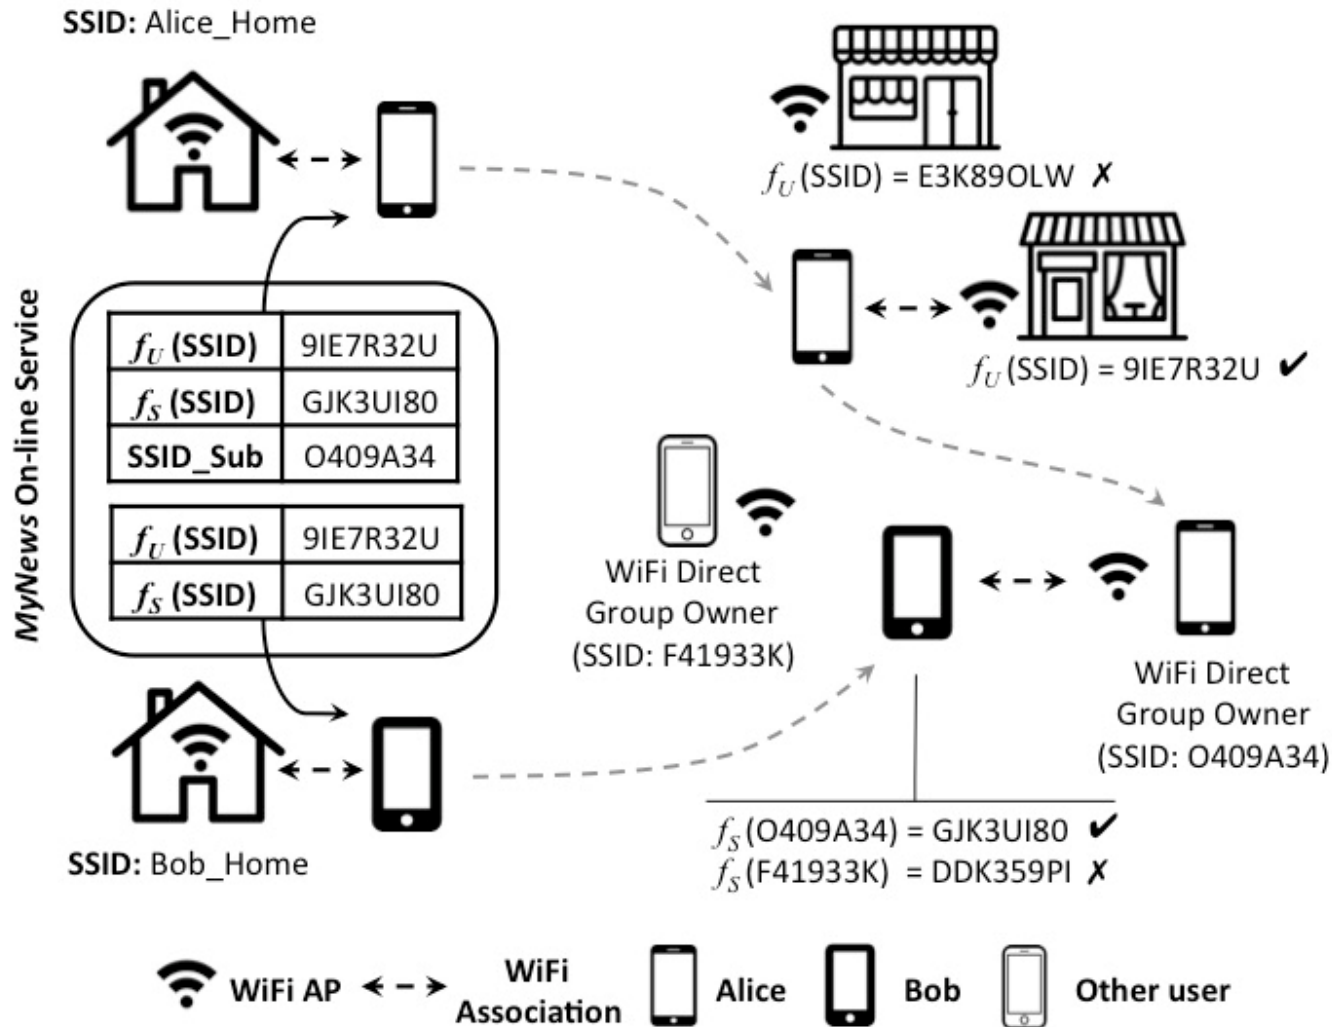 SSID: Alice_Home
f_U(SSID) = E3K89OLW ✗
f_U(SSID) = 9IE7R32U ✔
MyNews On-line Service
f_U (SSID) 9IE7R32U
f_S (SSID) GJK3UI80
SSID_Sub O409A34
f_U (SSID) 9IE7R32U
f_S (SSID) GJK3UI80
WiFi Direct
Group Owner
(SSID: F41933K)
WiFi Direct
Group Owner
(SSID: O409A34)
f_S(O409A34) = GJK3UI80 ✔
f_S(F41933K) = DDK359PI ✗
SSID: Bob_Home
WiFi AP
WiFi
Association
Alice
Bob
Other user